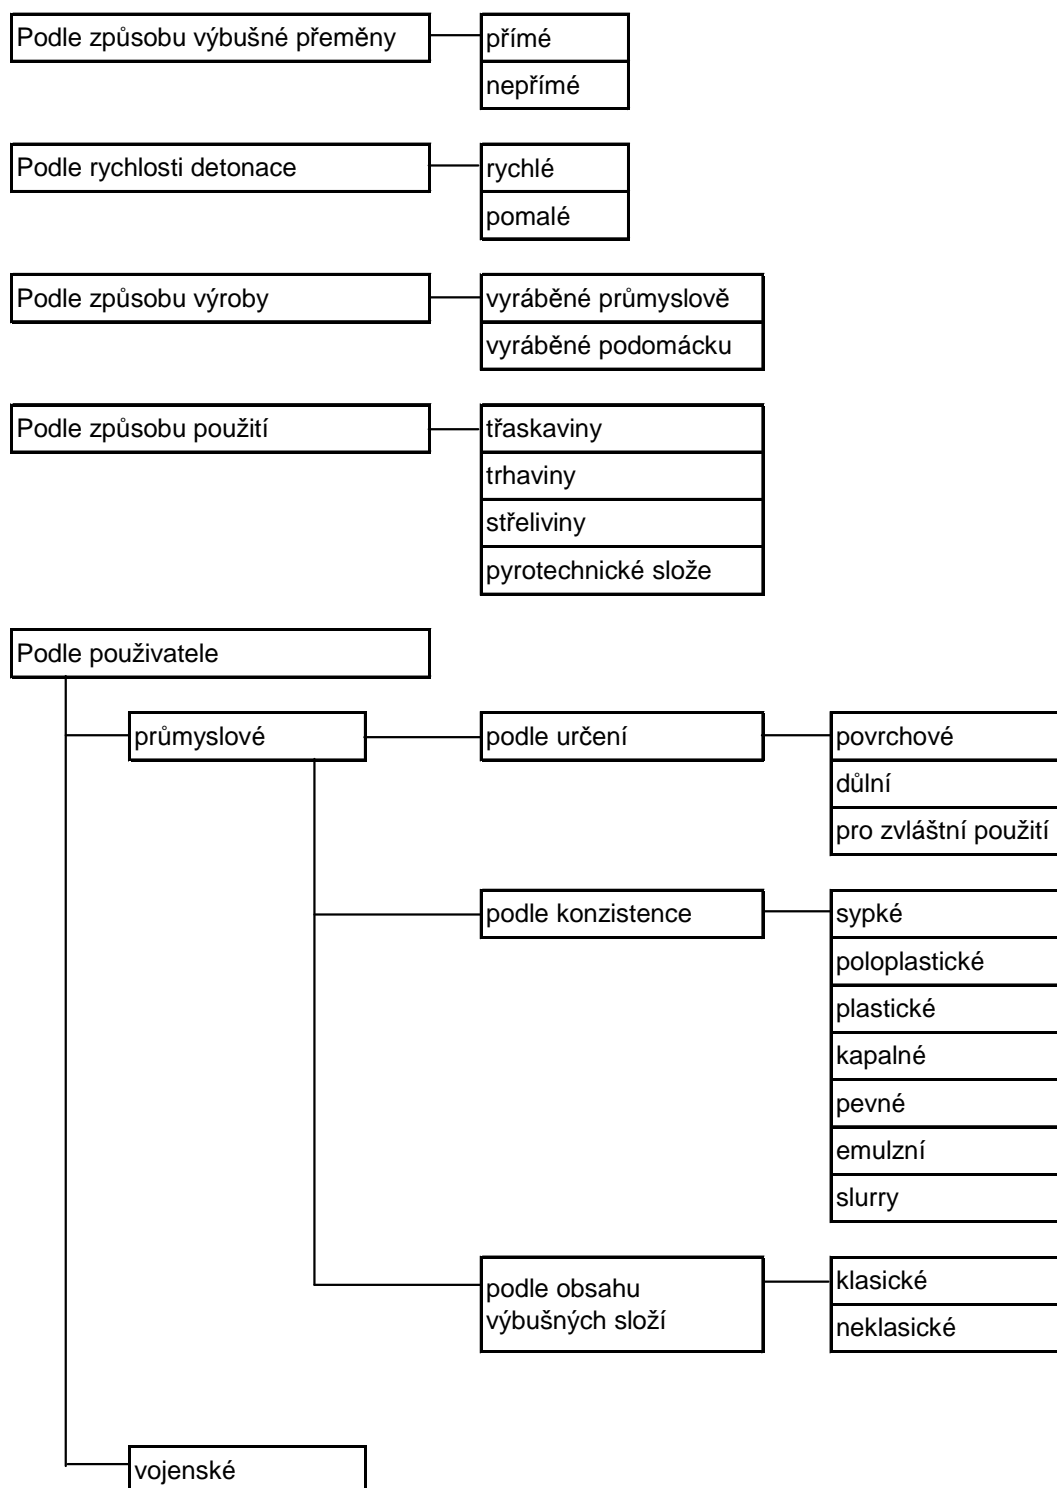 Podle způsobu výbušné přeměny
přímé
nepřímé
Podle rychlosti detonace
rychlé
pomalé
Podle způsobu výroby
vyráběné průmyslově
vyráběné podomácku
Podle způsobu použití
třaskaviny
trhaviny
střeliviny
pyrotechnické slože
Podle použivatele
průmyslové
podle určení
povrchové
důlní
pro zvláštní použití
podle konzistence
sypké
poloplastické
plastické
kapalné
pevné
emulzní
slurry
podle obsahu
výbušných složí
klasické
neklasické
vojenské